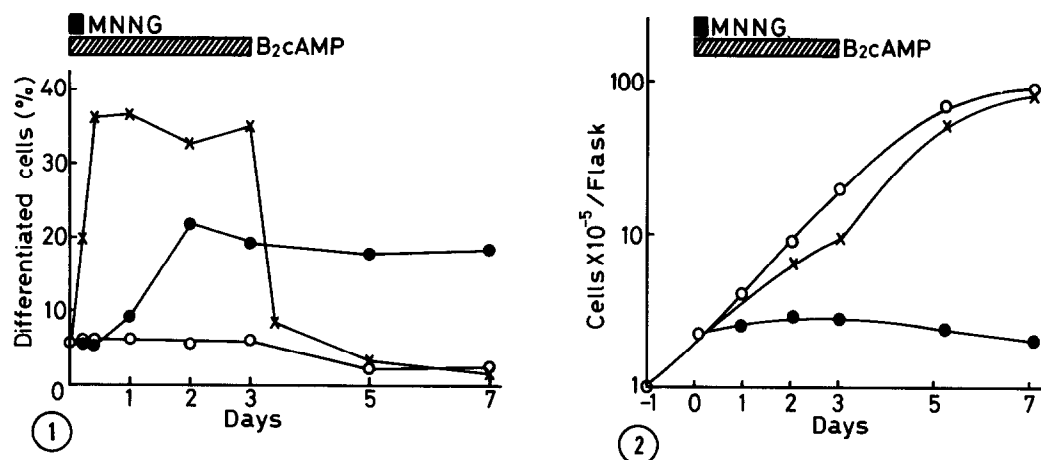 MNNG
B₂cAMP
Differentiated cells (%)
40
30
20
10
0
1
2
3
5
7
Days
1
MNNG
B₂cAMP
Cells X10⁻⁵/Flask
100
10
1
-1
0
1
2
3
5
7
Days
2